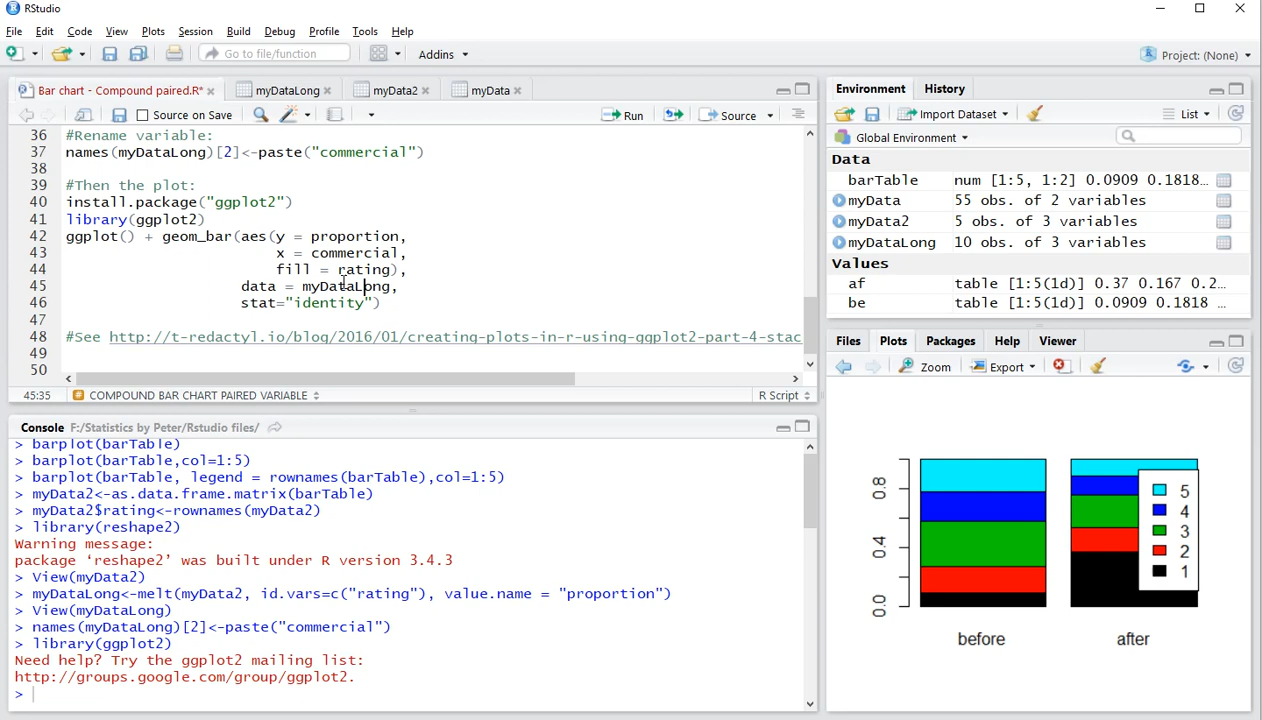 RStudio
File Edit Code View Plots Session Build Debug Profile Tools Help
Go to file/function Addins Project: (None)
Bar chart - Compound paired.R* myDataLong myData2 myData
Source on Save Run Source
36 #Rename variable:
37 names(myDataLong)[2]<-paste("commercial")
38
39 #Then the plot:
40 install.package("ggplot2")
41 library(ggplot2)
42 ggplot() + geom_bar(aes(y = proportion,
43 x = commercial,
44 fill = rating),
45 data = myDataLong,
46 stat="identity")
47
48 #See http://t-redactyl.io/blog/2016/01/creating-plots-in-r-using-ggplot2-part-4-stac
49
50
45:35 # COMPOUND BAR CHART PAIRED VARIABLE R Script
Console F:/Statistics by Peter/Rstudio files/
> barplot(barTable)
> barplot(barTable,col=1:5)
> barplot(barTable, legend = rownames(barTable),col=1:5)
> myData2<-as.data.frame.matrix(barTable)
> myData2$rating<-rownames(myData2)
> library(reshape2)
Warning message:
package ‘reshape2’ was built under R version 3.4.3
> View(myData2)
> myDataLong<-melt(myData2, id.vars=c("rating"), value.name = "proportion")
> View(myDataLong)
> names(myDataLong)[2]<-paste("commercial")
> library(ggplot2)
Need help? Try the ggplot2 mailing list:
http://groups.google.com/group/ggplot2.
>
Environment History
Import Dataset List
Global Environment
Data
barTable num [1:5, 1:2] 0.0909 0.1818…
myData 55 obs. of 2 variables
myData2 5 obs. of 3 variables
myDataLong 10 obs. of 3 variables
Values
af table [1:5(1d)] 0.37 0.167 0.2…
be table [1:5(1d)] 0.0909 0.1818
Files Plots Packages Help Viewer
Zoom Export
0.8
0.4
0.0
5
4
3
2
1
before after